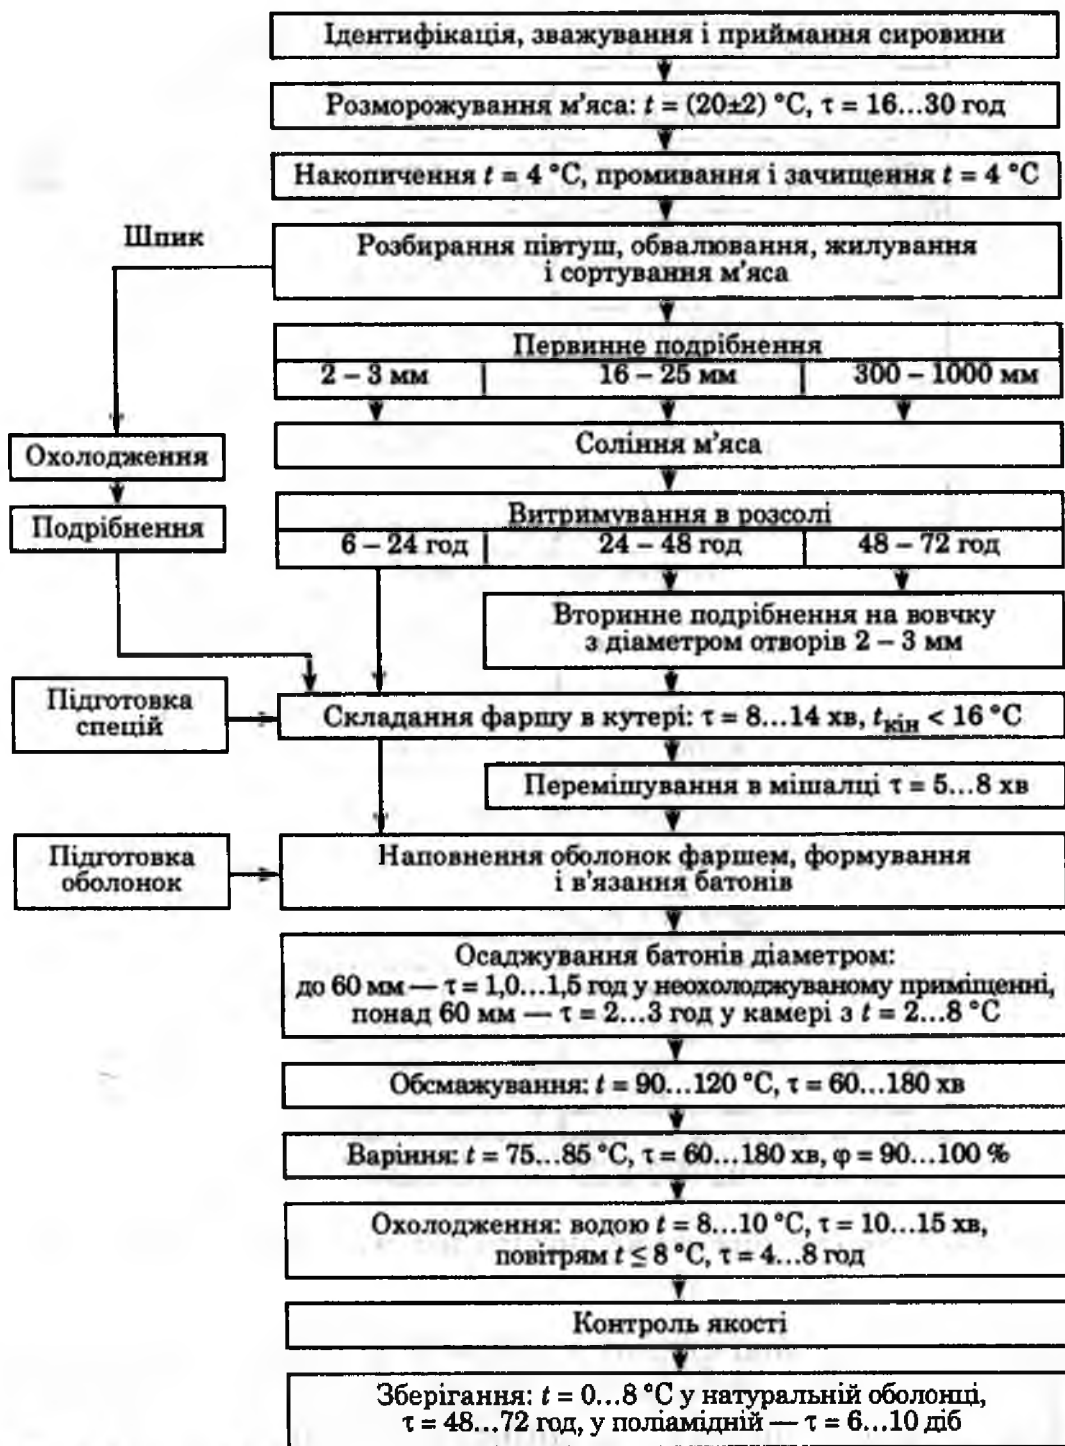 Ідентифікація, зважування і приймання сировини
Розморожування м'яса: t = (20±2) °С, τ = 16...30 год
Накопичення t = 4 °С, промивання і зачищення t = 4 °С
Шпик
Розбирання півтуш, обвалювання, жилування
і сортування м'яса
Первинне подрібнення
2 – 3 мм
16 – 25 мм
300 – 1000 мм
Охолодження
Соління м'яса
Подрібнення
Витримування в розсолі
6 – 24 год
24 – 48 год
48 – 72 год
Вторинне подрібнення на вовчку
з діаметром отворів 2 – 3 мм
Підготовка
спецій
Складання фаршу в кутері: τ = 8...14 хв, tкін < 16 °С
Перемішування в мішалці τ = 5...8 хв
Підготовка
оболонок
Наповнення оболонок фаршем, формування
і в'язання батонів
Осаджування батонів діаметром:
до 60 мм — τ = 1,0...1,5 год у неохолоджуваному приміщенні,
понад 60 мм — τ = 2...3 год у камері з t = 2...8 °С
Обсмажування: t = 90...120 °С, τ = 60...180 хв
Варіння: t = 75...85 °С, τ = 60...180 хв, φ = 90...100 %
Охолодження: водою t = 8...10 °С, τ = 10...15 хв,
повітрям t ≤ 8 °С, τ = 4...8 год
Контроль якості
Зберігання: t = 0...8 °С у натуральній оболонці,
τ = 48...72 год, у поліамідній — τ = 6...10 діб